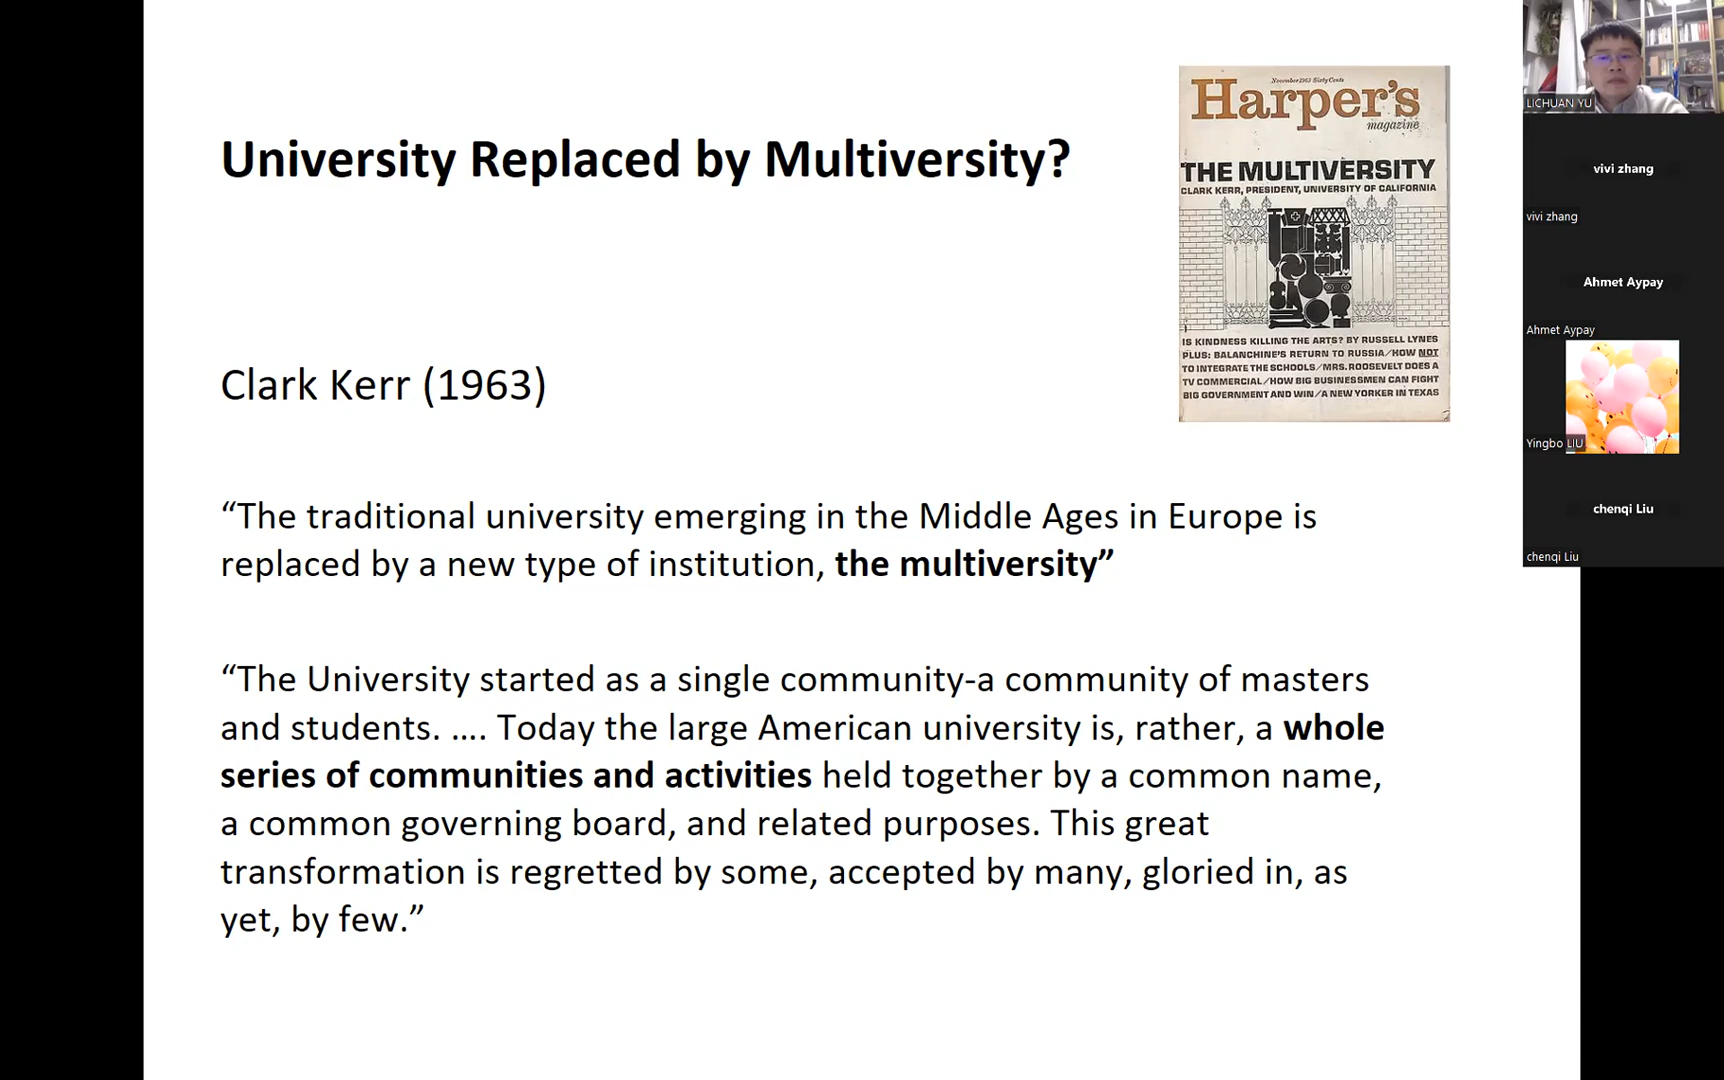 University Replaced by Multiversity?
Clark Kerr (1963)
“The traditional university emerging in the Middle Ages in Europe is
replaced by a new type of institution, the multiversity”
“The University started as a single community-a community of masters
and students. .... Today the large American university is, rather, a whole
series of communities and activities held together by a common name,
a common governing board, and related purposes. This great
transformation is regretted by some, accepted by many, gloried in, as
yet, by few.”
November 1963 Sixty Cents
Harper's
magazine
THE MULTIVERSITY
CLARK KERR, PRESIDENT, UNIVERSITY OF CALIFORNIA
IS KINDNESS KILLING THE ARTS? BY RUSSELL LYNES
PLUS: BALANCHINE'S RETURN TO RUSSIA/HOW NOT
TO INTEGRATE THE SCHOOLS/MRS. ROOSEVELT DOES A
TV COMMERCIAL/HOW BIG BUSINESSMEN CAN FIGHT
BIG GOVERNMENT AND WIN/A NEW YORKER IN TEXAS
LICHUAN YU
vivi zhang
vivi zhang
Ahmet Aypay
Ahmet Aypay
Yingbo LIU
chenqi Liu
chenqi Liu